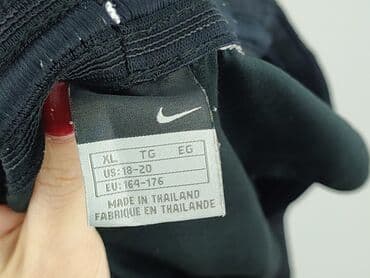 XL TG EG
US: 18-20
EU: 164-176
MADE IN THAILAND
FABRIQUE EN THAILANDE